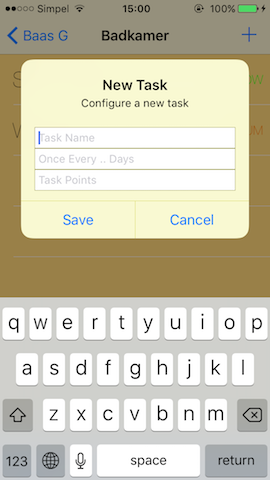 Simpel 15:00 100%
Baas G Badkamer +
New Task
Configure a new task
Task Name
Once Every .. Days
Task Points
Save Cancel
q w e r t y u i o p
a s d f g h j k l
z x c v b n m
123 space return